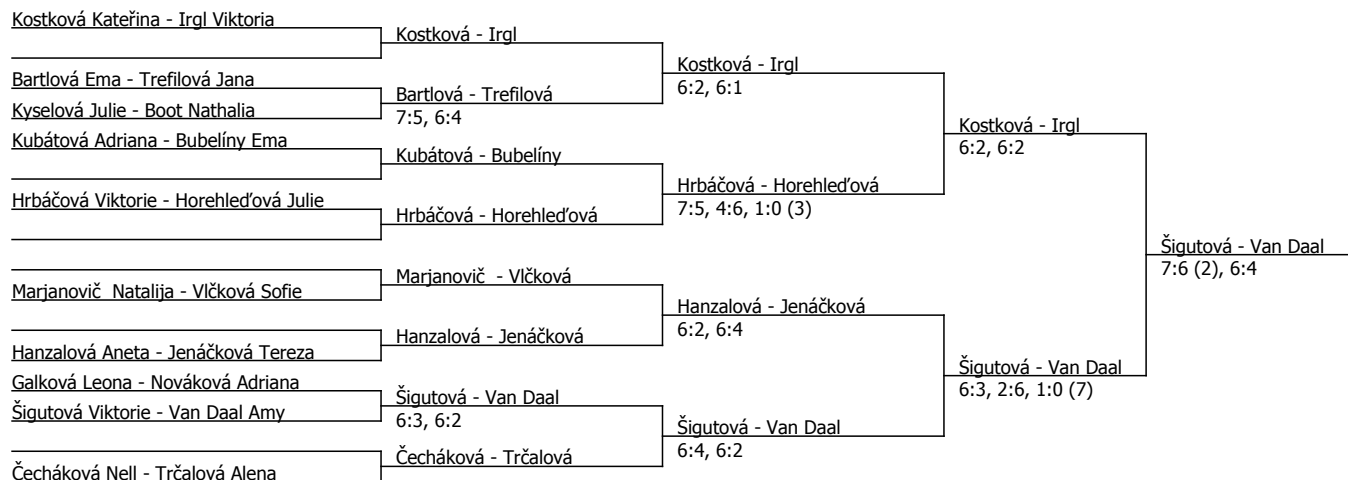 Kostková Kateřina - Irgl Viktoria
Bartlová Ema - Trefilová Jana
Kyselová Julie - Boot Nathalia
Kubátová Adriana - Bubelíny Ema
Hrbáčová Viktorie - Horehleďová Julie
Marjanovič  Natalija - Vlčková Sofie
Hanzalová Aneta - Jenáčková Tereza
Galková Leona - Nováková Adriana
Šigutová Viktorie - Van Daal Amy
Čecháková Nell - Trčalová Alena
Kostková - Irgl
Bartlová - Trefilová
7:5, 6:4
Kubátová - Bubelíny
Hrbáčová - Horehleďová
Marjanovič  - Vlčková
Hanzalová - Jenáčková
Šigutová - Van Daal
6:3, 6:2
Čecháková - Trčalová
Kostková - Irgl
6:2, 6:1
Hrbáčová - Horehleďová
7:5, 4:6, 1:0 (3)
Hanzalová - Jenáčková
6:2, 6:4
Šigutová - Van Daal
6:4, 6:2
Kostková - Irgl
6:2, 6:2
Šigutová - Van Daal
6:3, 2:6, 1:0 (7)
Šigutová - Van Daal
7:6 (2), 6:4